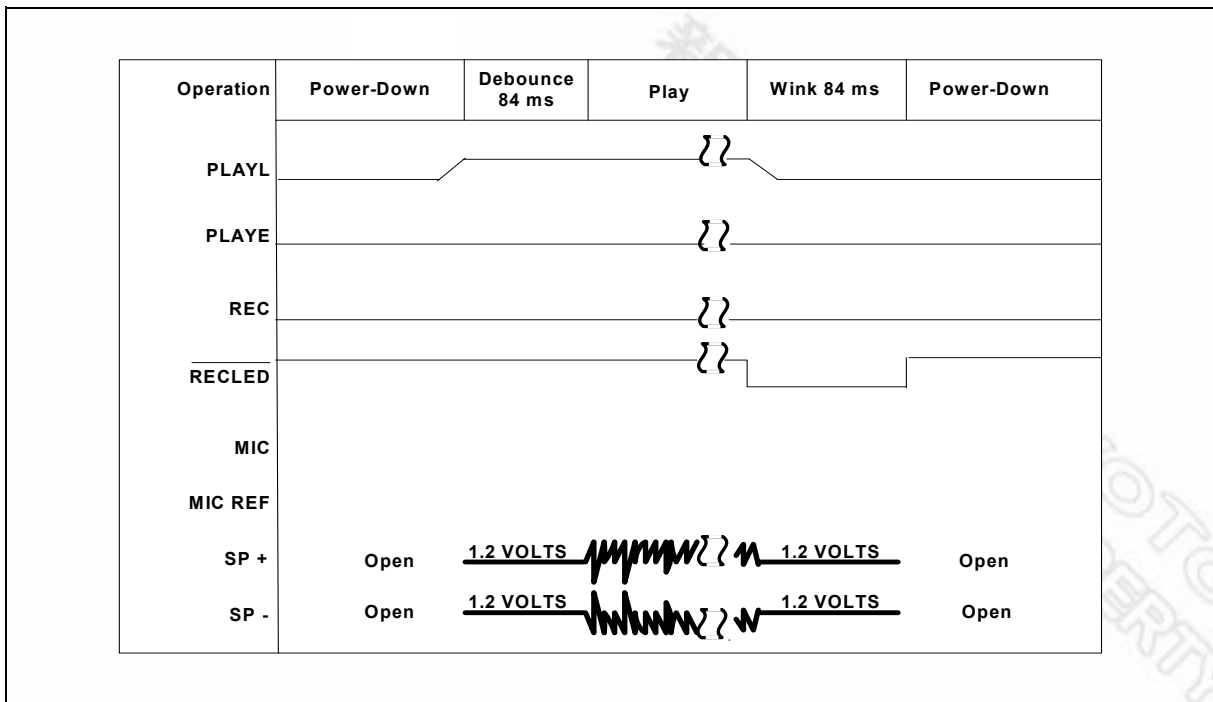 Operation Power-Down Debounce 84 ms Play Wink 84 ms Power-Down
PLAYL
PLAYE
REC
RECLED
MIC
MIC REF
SP + Open 1.2 VOLTS 1.2 VOLTS Open
SP - Open 1.2 VOLTS 1.2 VOLTS Open